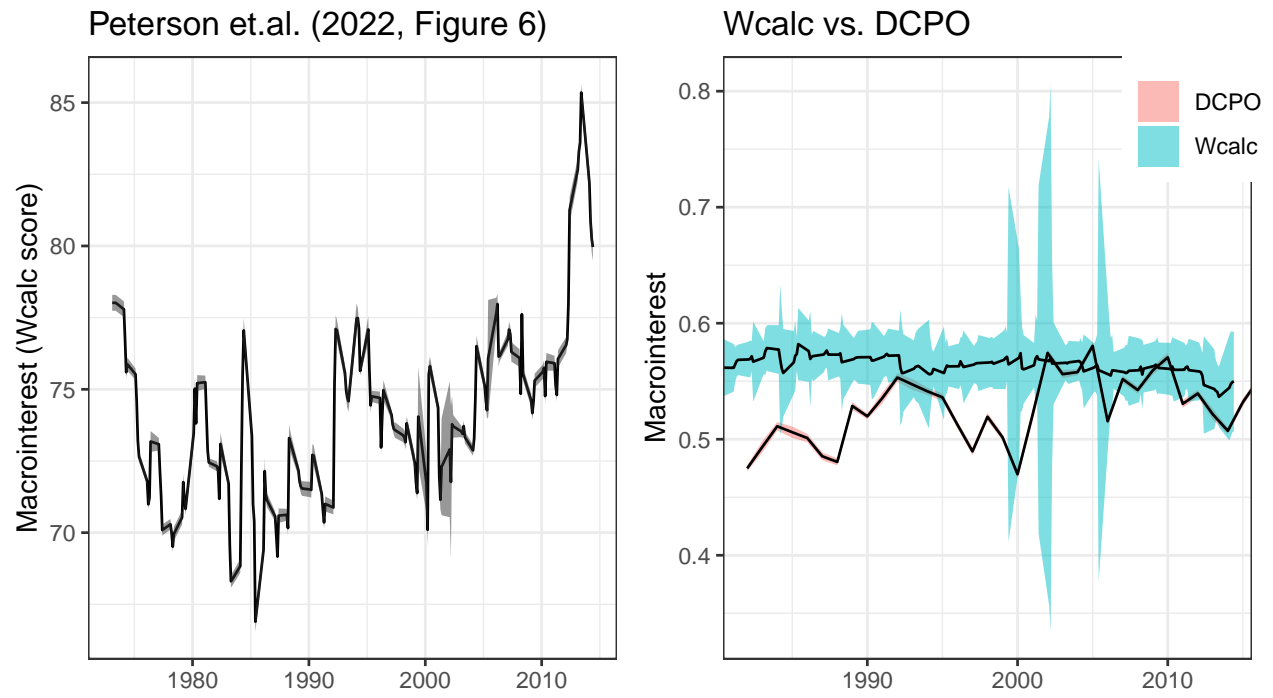 Peterson et.al. (2022, Figure 6)
Macrointerest (Wcalc score)
85
80
75
70
1980
1990
2000
2010
Wcalc vs. DCPO
Macrointerest
0.8
0.7
0.6
0.5
0.4
1990
2000
2010
DCPO
Wcalc